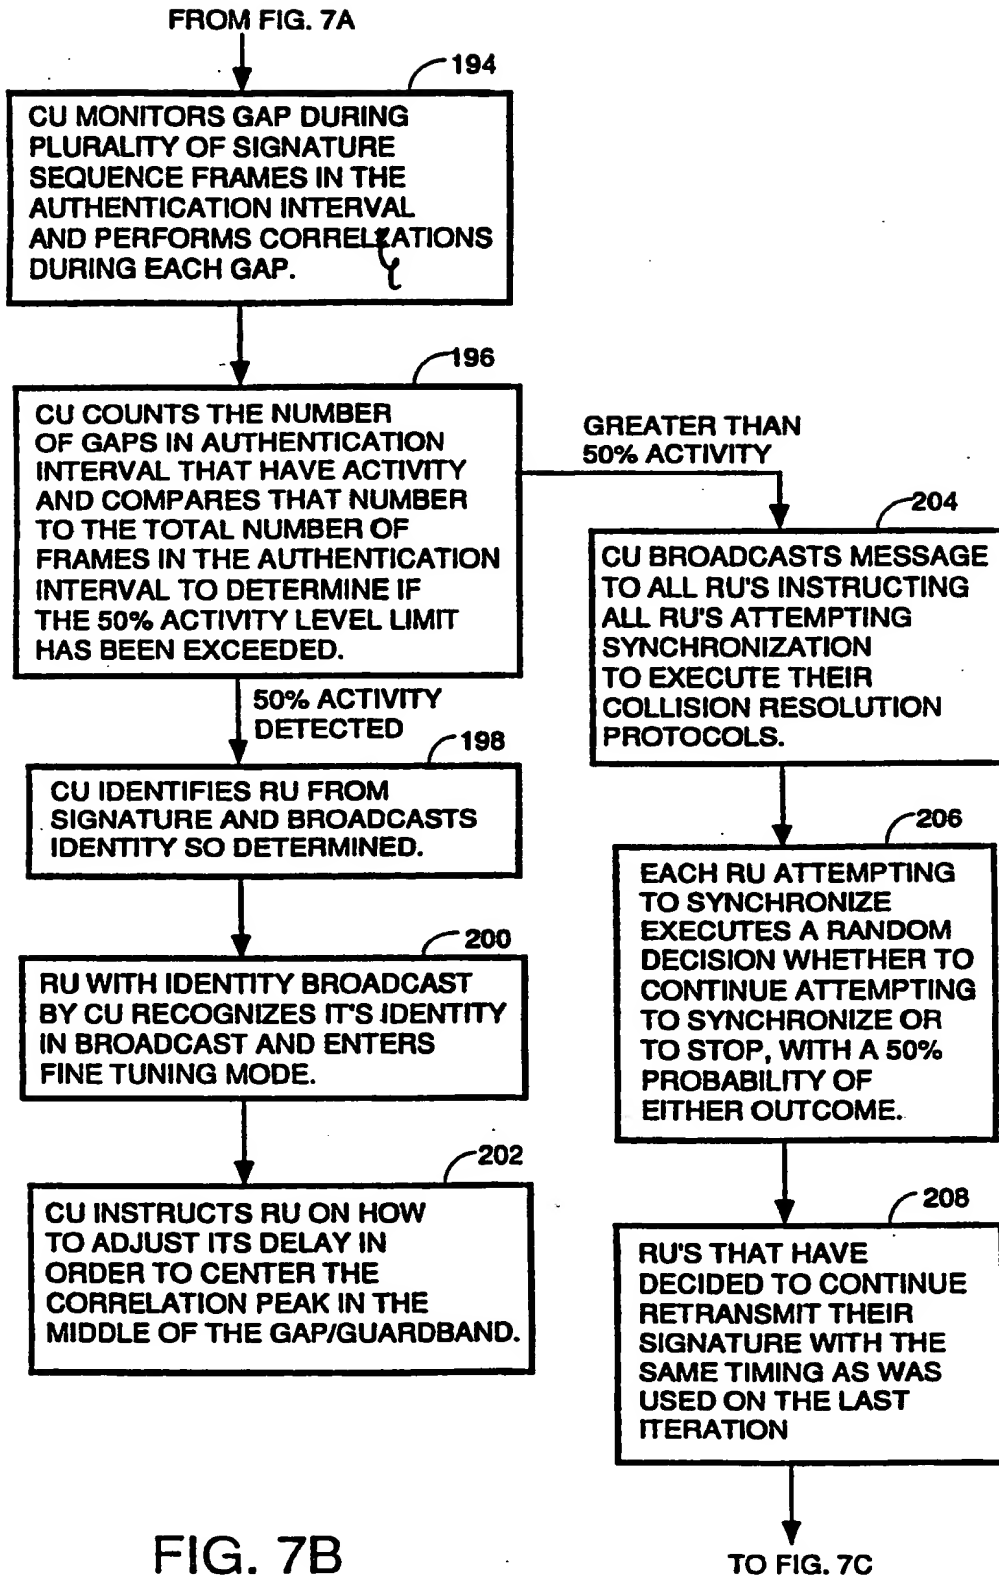 FROM FIG. 7A
194
CU MONITORS GAP DURING
PLURALITY OF SIGNATURE
SEQUENCE FRAMES IN THE
AUTHENTICATION INTERVAL
AND PERFORMS CORRELATIONS
DURING EACH GAP.
196
CU COUNTS THE NUMBER
OF GAPS IN AUTHENTICATION
INTERVAL THAT HAVE ACTIVITY
AND COMPARES THAT NUMBER
TO THE TOTAL NUMBER OF
FRAMES IN THE AUTHENTICATION
INTERVAL TO DETERMINE IF
THE 50% ACTIVITY LEVEL LIMIT
HAS BEEN EXCEEDED.
50% ACTIVITY
DETECTED
198
CU IDENTIFIES RU FROM
SIGNATURE AND BROADCASTS
IDENTITY SO DETERMINED.
200
RU WITH IDENTITY BROADCAST
BY CU RECOGNIZES IT'S IDENTITY
IN BROADCAST AND ENTERS
FINE TUNING MODE.
202
CU INSTRUCTS RU ON HOW
TO ADJUST ITS DELAY IN
ORDER TO CENTER THE
CORRELATION PEAK IN THE
MIDDLE OF THE GAP/GUARDBAND.
GREATER THAN
50% ACTIVITY
204
CU BROADCASTS MESSAGE
TO ALL RU'S INSTRUCTING
ALL RU'S ATTEMPTING
SYNCHRONIZATION
TO EXECUTE THEIR
COLLISION RESOLUTION
PROTOCOLS.
206
EACH RU ATTEMPTING
TO SYNCHRONIZE
EXECUTES A RANDOM
DECISION WHETHER TO
CONTINUE ATTEMPTING
TO SYNCHRONIZE OR
TO STOP, WITH A 50%
PROBABILITY OF
EITHER OUTCOME.
208
RU'S THAT HAVE
DECIDED TO CONTINUE
RETRANSMIT THEIR
SIGNATURE WITH THE
SAME TIMING AS WAS
USED ON THE LAST
ITERATION
TO FIG. 7C
FIG. 7B